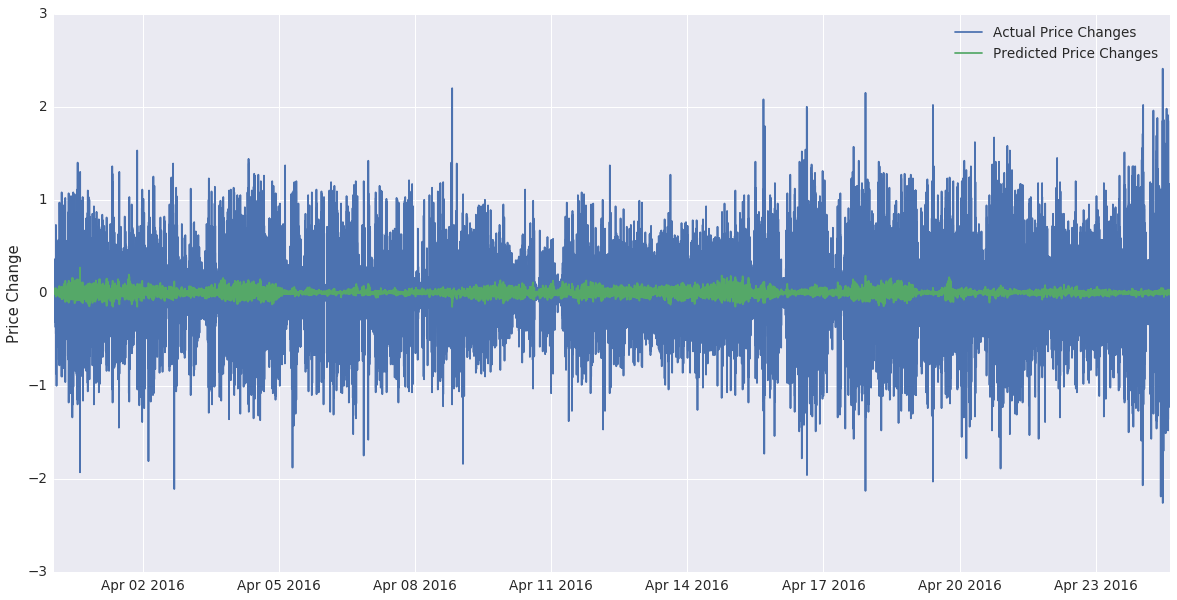 3
2
1
0
−1
−2
−3
Price Change
Actual Price Changes
Predicted Price Changes
Apr 02 2016
Apr 05 2016
Apr 08 2016
Apr 11 2016
Apr 14 2016
Apr 17 2016
Apr 20 2016
Apr 23 2016